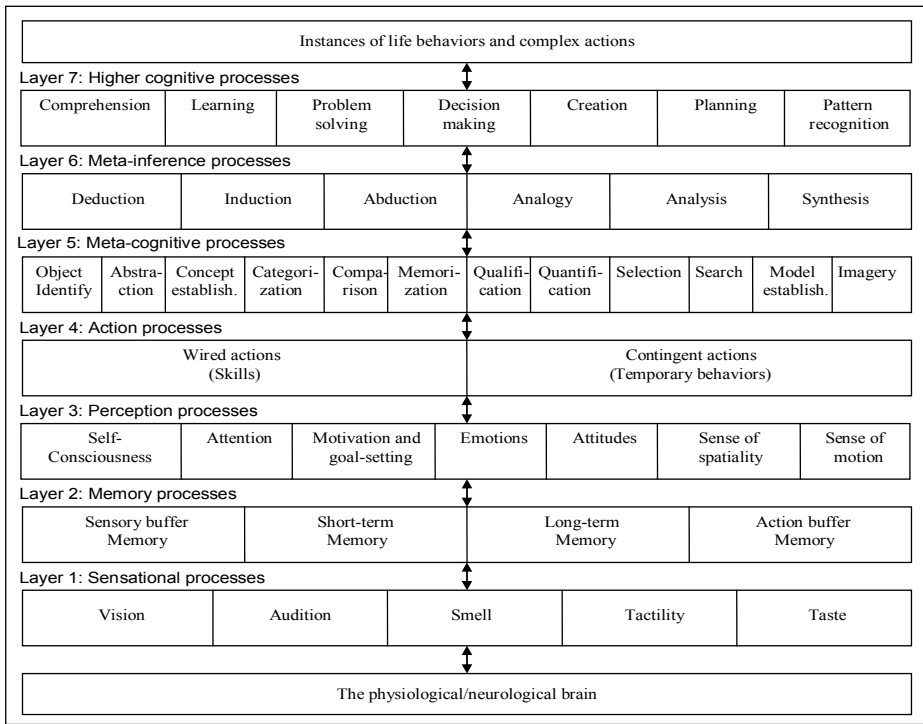 Instances of life behaviors and complex actions
Layer 7: Higher cognitive processes
Comprehension
Learning
Problem
solving
Decision
making
Creation
Planning
Pattern
recognition
Layer 6: Meta-inference processes
Deduction
Induction
Abduction
Analogy
Analysis
Synthesis
Layer 5: Meta-cognitive processes
Object
Identify
Abstra-
ction
Concept
establish.
Categori-
zation
Compa-
rison
Memori-
zation
Qualifi-
cation
Quantifi-
cation
Selection
Search
Model
establish.
Imagery
Layer 4: Action processes
Wired actions
(Skills)
Contingent actions
(Temporary behaviors)
Layer 3: Perception processes
Self-
Consciousness
Attention
Motivation and
goal-setting
Emotions
Attitudes
Sense of
spatiality
Sense of
motion
Layer 2: Memory processes
Sensory buffer
Memory
Short-term
Memory
Long-term
Memory
Action buffer
Memory
Layer 1: Sensational processes
Vision
Audition
Smell
Tactility
Taste
The physiological/neurological brain